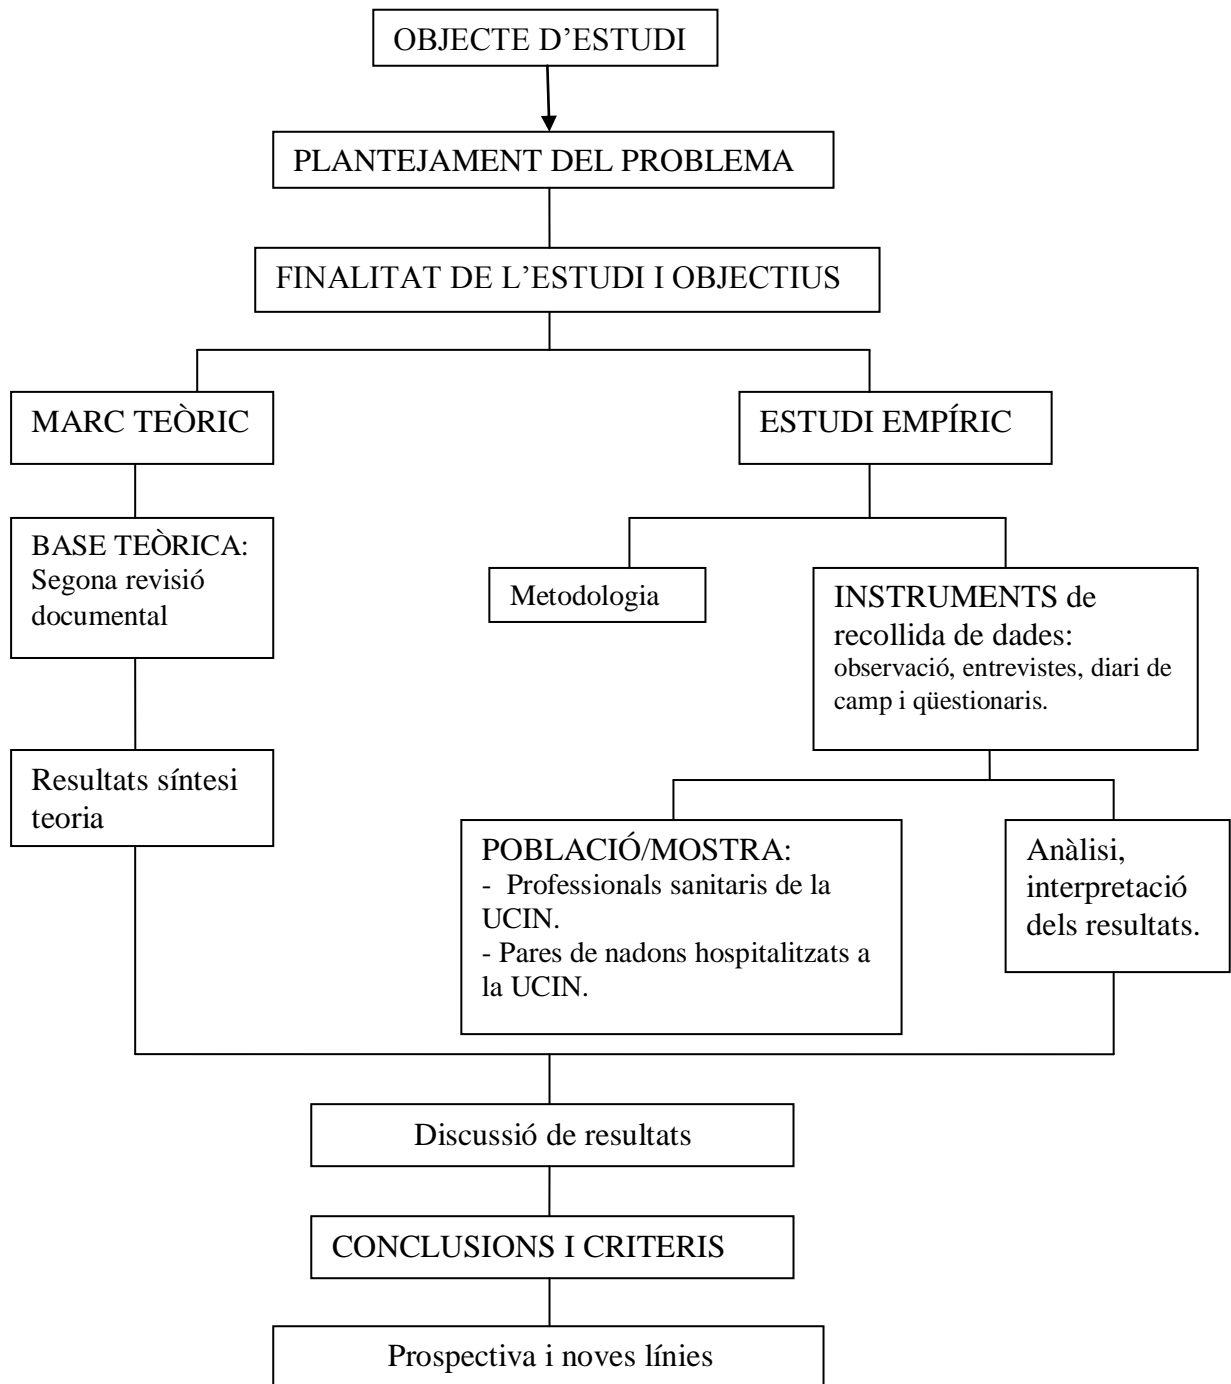 OBJECTE D’ESTUDI
PLANTEJAMENT DEL PROBLEMA
FINALITAT DE L’ESTUDI I OBJECTIUS
MARC TEÒRIC
ESTUDI EMPÍRIC
BASE TEÒRICA:
Segona revisió
documental
Metodologia
INSTRUMENTS de
recollida de dades:
observació, entrevistes, diari de
camp i qüestionaris.
Resultats síntesi
teoria
POBLACIÓ/MOSTRA:
- Professionals sanitaris de la
UCIN.
- Pares de nadons hospitalitzats a
la UCIN.
Anàlisi,
interpretació
dels resultats.
Discussió de resultats
CONCLUSIONS I CRITERIS
Prospectiva i noves línies